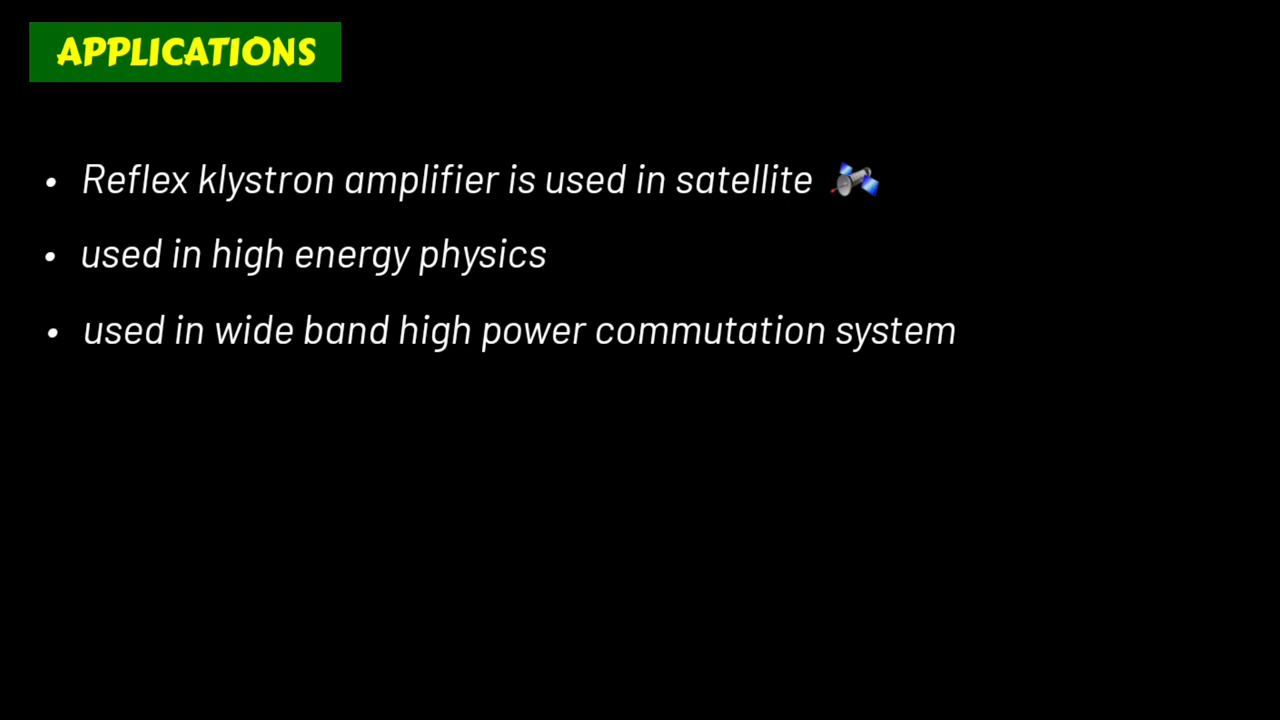 APPLICATIONS
• Reflex klystron amplifier is used in satellite 🛰
• used in high energy physics
• used in wide band high power commutation system